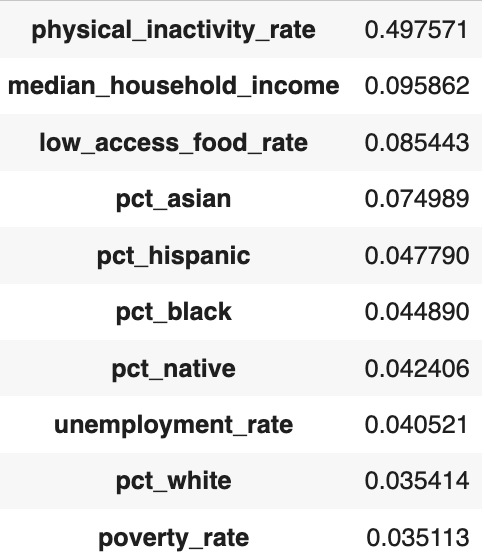 physical_inactivity_rate 0.497571
median_household_income 0.095862
low_access_food_rate 0.085443
pct_asian 0.074989
pct_hispanic 0.047790
pct_black 0.044890
pct_native 0.042406
unemployment_rate 0.040521
pct_white 0.035414
poverty_rate 0.035113